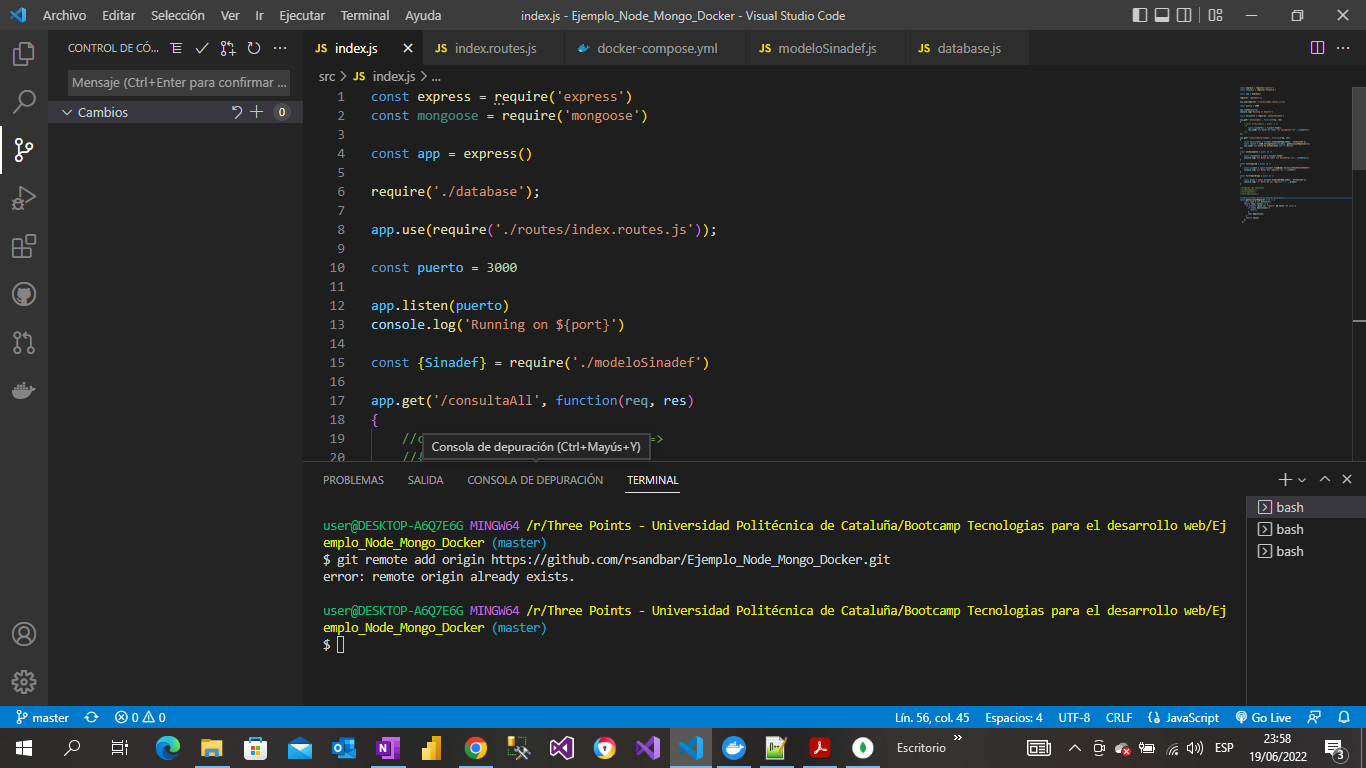 Archivo Editar Selección Ver Ir Ejecutar Terminal Ayuda index.js - Ejemplo_Node_Mongo_Docker - Visual Studio Code
CONTROL DE CÓ...
JS index.js JS index.routes.js docker-compose.yml JS modeloSinadef.js JS database.js
Mensaje (Ctrl+Enter para confirmar ...
Cambios 0
src > JS index.js > ...
1 const express = require('express')
2 const mongoose = require('mongoose')
3
4 const app = express()
5
6 require('./database');
7
8 app.use(require('./routes/index.routes.js'));
9
10 const puerto = 3000
11
12 app.listen(puerto)
13 console.log('Running on ${port}')
14
15 const {Sinadef} = require('./modeloSinadef')
16
17 app.get('/consultaAll', function(req, res)
18 {
19 //c =>
20 //{
Consola de depuración (Ctrl+Mayús+Y)
PROBLEMAS SALIDA CONSOLA DE DEPURACIÓN TERMINAL
user@DESKTOP-A6Q7E6G MINGW64 /r/Three Points - Universidad Politécnica de Cataluña/Bootcamp Tecnologias para el desarrollo web/Ej
emplo_Node_Mongo_Docker (master)
$ git remote add origin https://github.com/rsandbar/Ejemplo_Node_Mongo_Docker.git
error: remote origin already exists.
user@DESKTOP-A6Q7E6G MINGW64 /r/Three Points - Universidad Politécnica de Cataluña/Bootcamp Tecnologias para el desarrollo web/Ej
emplo_Node_Mongo_Docker (master)
$
bash
bash
bash
master 0 0 Lín. 56, col. 45 Espacios: 4 UTF-8 CRLF JavaScript Go Live
Escritorio ESP 23:58
19/06/2022
3